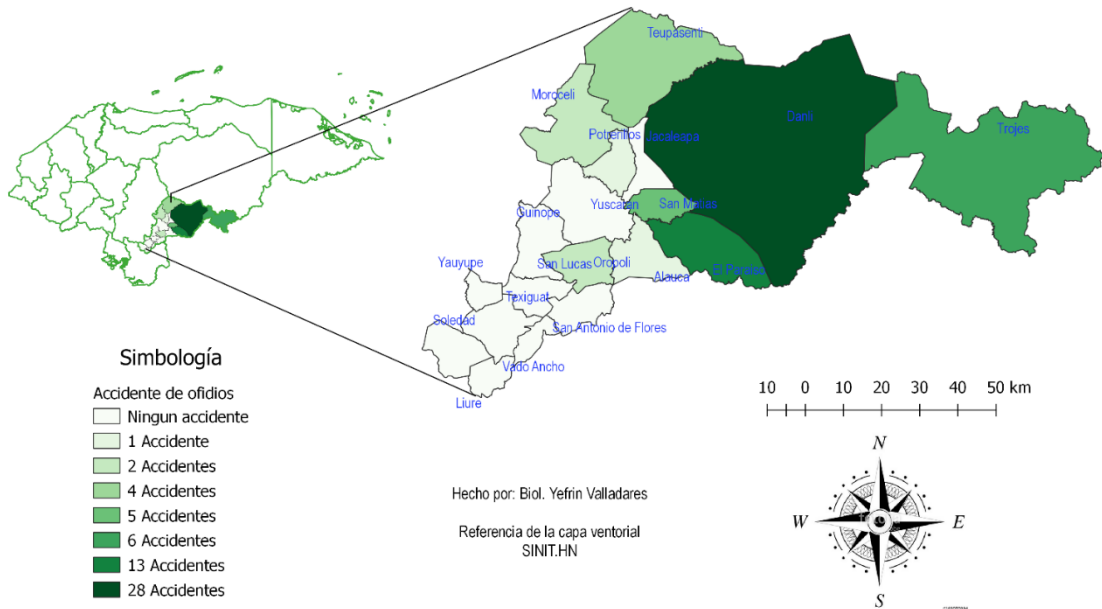 Teupasenti
Moroceli
Danlí
Potrerillos
Jacaleapa
Trojes
Yuscarán
San Matías
Guinope
San Lucas
Oropoli
Yauyupe
Alauca
El Paraíso
Texiguat
Soledad
San Antonio de Flores
Vado Ancho
Liure
Simbología
Accidente de ofidios
Ningun accidente
1 Accidente
2 Accidentes
4 Accidentes
5 Accidentes
6 Accidentes
13 Accidentes
28 Accidentes
10 0 10 20 30 40 50 km
Hecho por: Biol. Yefrin Valladares
Referencia de la capa ventorial
SINIT.HN
N
W
E
S